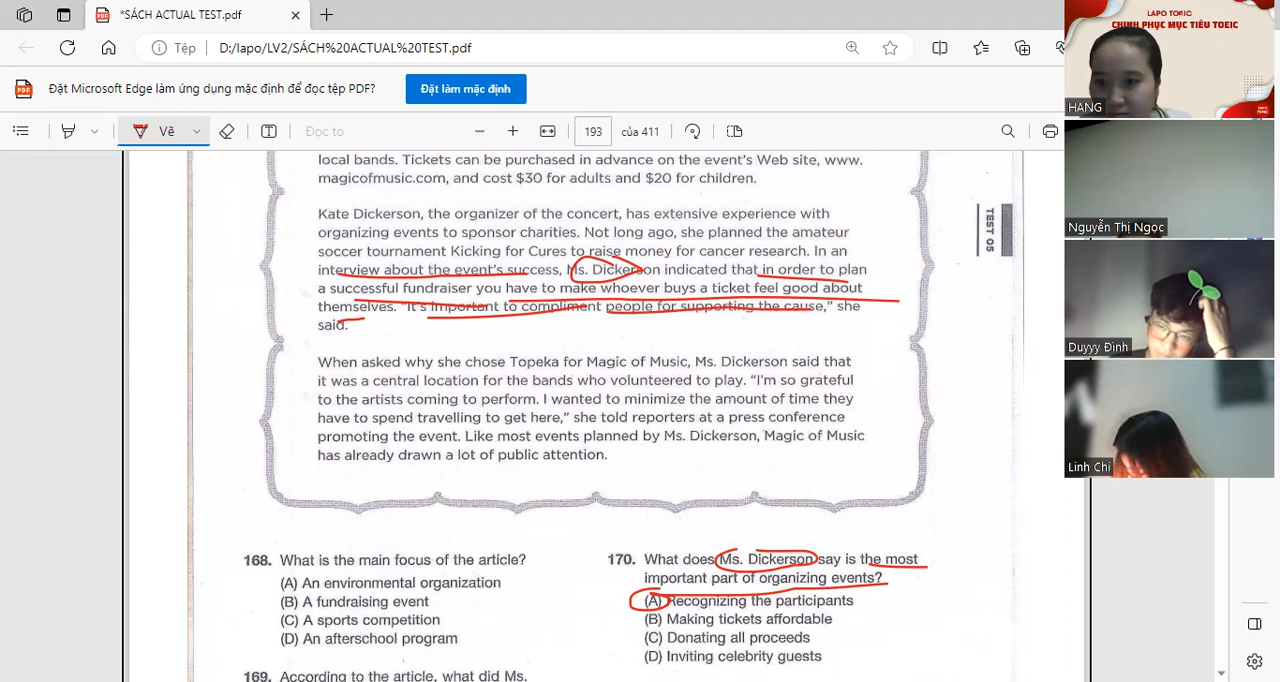 *SÁCH ACTUAL TEST.pdf
Tệp
D:/lapo/LV2/SÁCH%20ACTUAL%20TEST.pdf
Đặt Microsoft Edge làm ứng dụng mặc định để đọc tệp PDF?
Đặt làm mặc định
Vẽ
Đọc to
193
của 411
local bands. Tickets can be purchased in advance on the event's Web site, www.
magicofmusic.com, and cost $30 for adults and $20 for children.
Kate Dickerson, the organizer of the concert, has extensive experience with
organizing events to sponsor charities. Not long ago, she planned the amateur
soccer tournament Kicking for Cures to raise money for cancer research. In an
interview about the event's success, Ms. Dickerson indicated that in order to plan
a successful fundraiser you have to make whoever buys a ticket feel good about
themselves. "It's important to compliment people for supporting the cause," she
said.
When asked why she chose Topeka for Magic of Music, Ms. Dickerson said that
it was a central location for the bands who volunteered to play. "I'm so grateful
to the artists coming to perform. I wanted to minimize the amount of time they
have to spend travelling to get here," she told reporters at a press conference
promoting the event. Like most events planned by Ms. Dickerson, Magic of Music
has already drawn a lot of public attention.
TEST 05
168. What is the main focus of the article?
(A) An environmental organization
(B) A fundraising event
(C) A sports competition
(D) An afterschool program
169. According to the article, what did Ms.
170. What does Ms. Dickerson say is the most
important part of organizing events?
(A) Recognizing the participants
(B) Making tickets affordable
(C) Donating all proceeds
(D) Inviting celebrity guests
LAPO TOEIC
CHINH PHỤC MỤC TIÊU TOEIC
HANG
Nguyễn Thị Ngọc
Duyyy Đình
Linh Chi